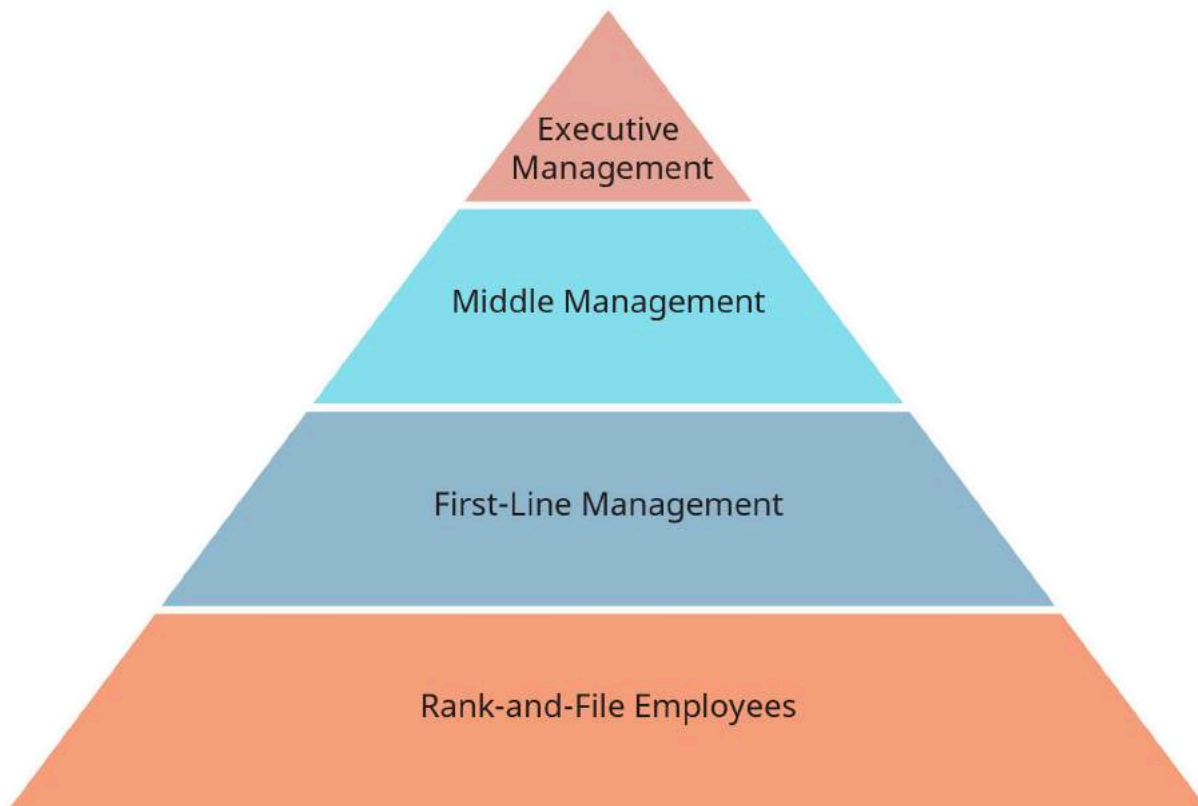 Executive
Management
Middle Management
First-Line Management
Rank-and-File Employees